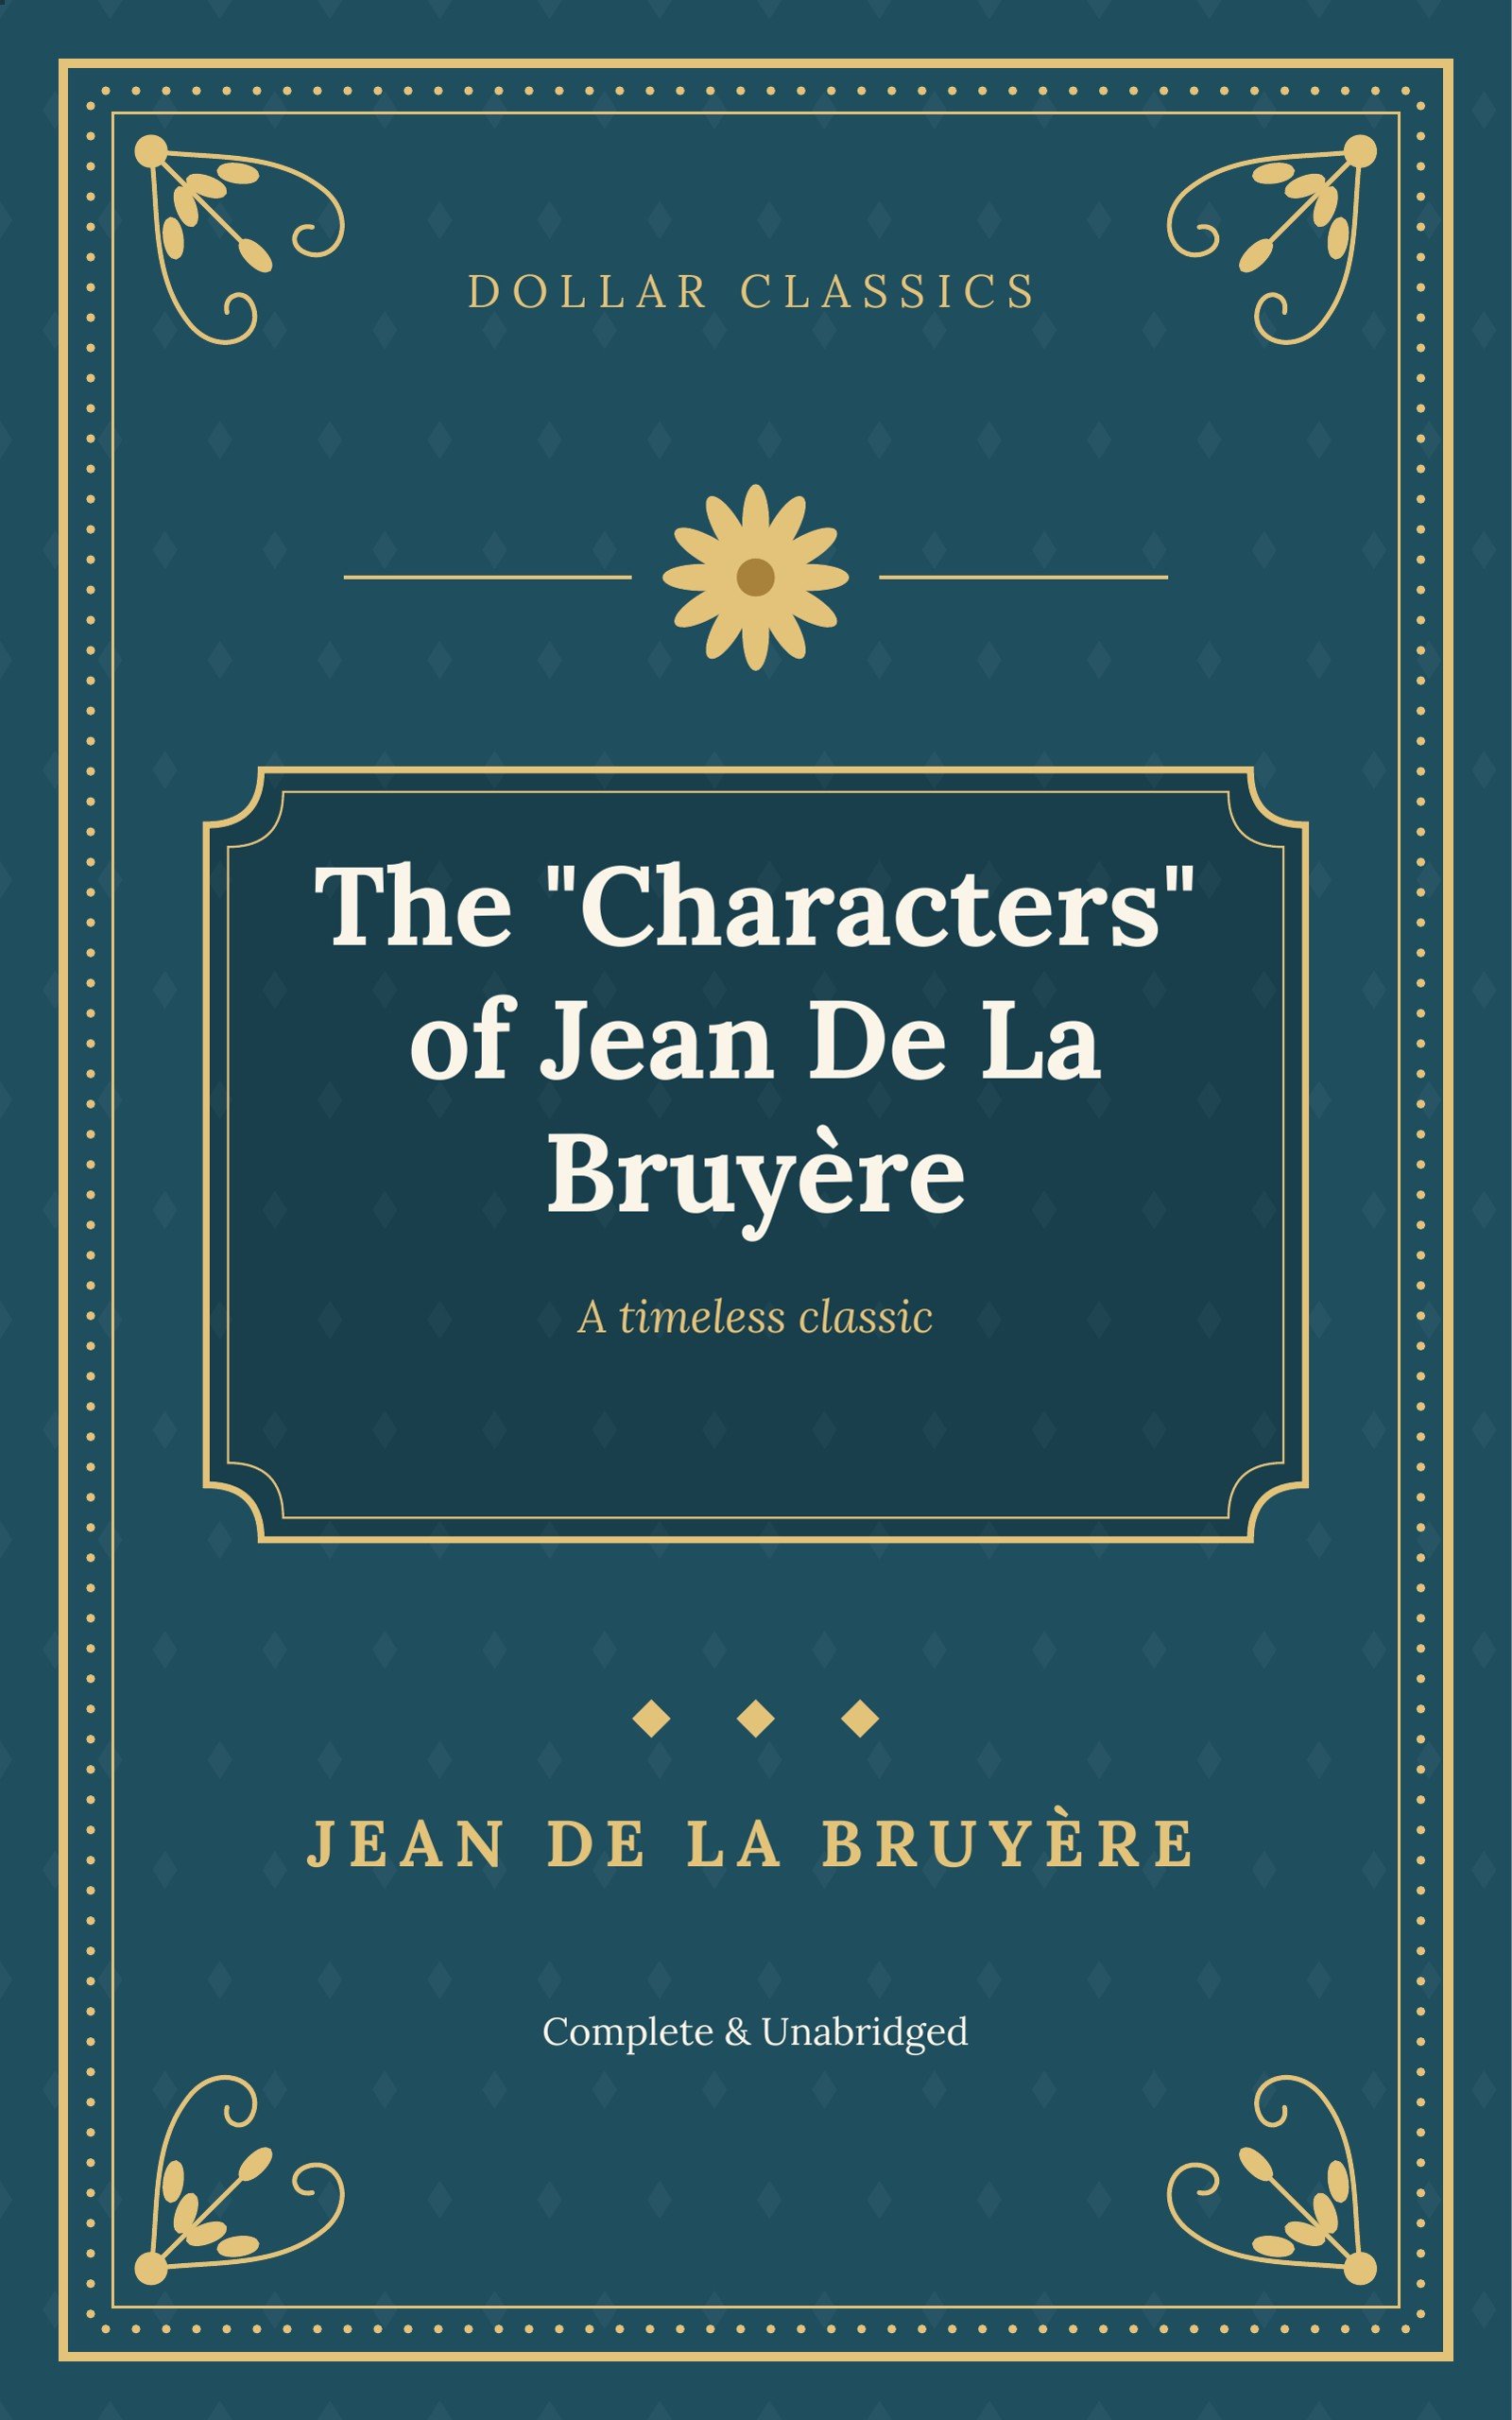 DOLLAR CLASSICS
The "Characters"
of Jean De La
Bruyère
A timeless classic
JEAN DE LA BRUYÈRE
Complete & Unabridged